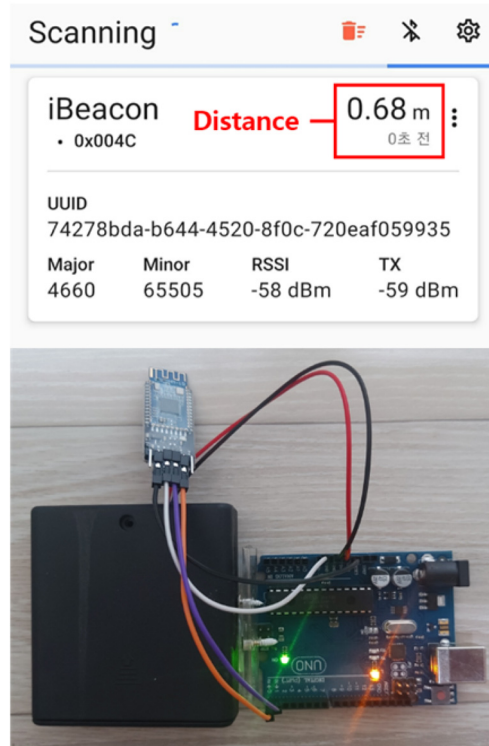 Scanning
iBeacon
• 0x004C
Distance
0.68 m
0초 전
UUID
74278bda-b644-4520-8f0c-720eaf059935
Major Minor RSSI TX
4660 65505 -58 dBm -59 dBm
UNO